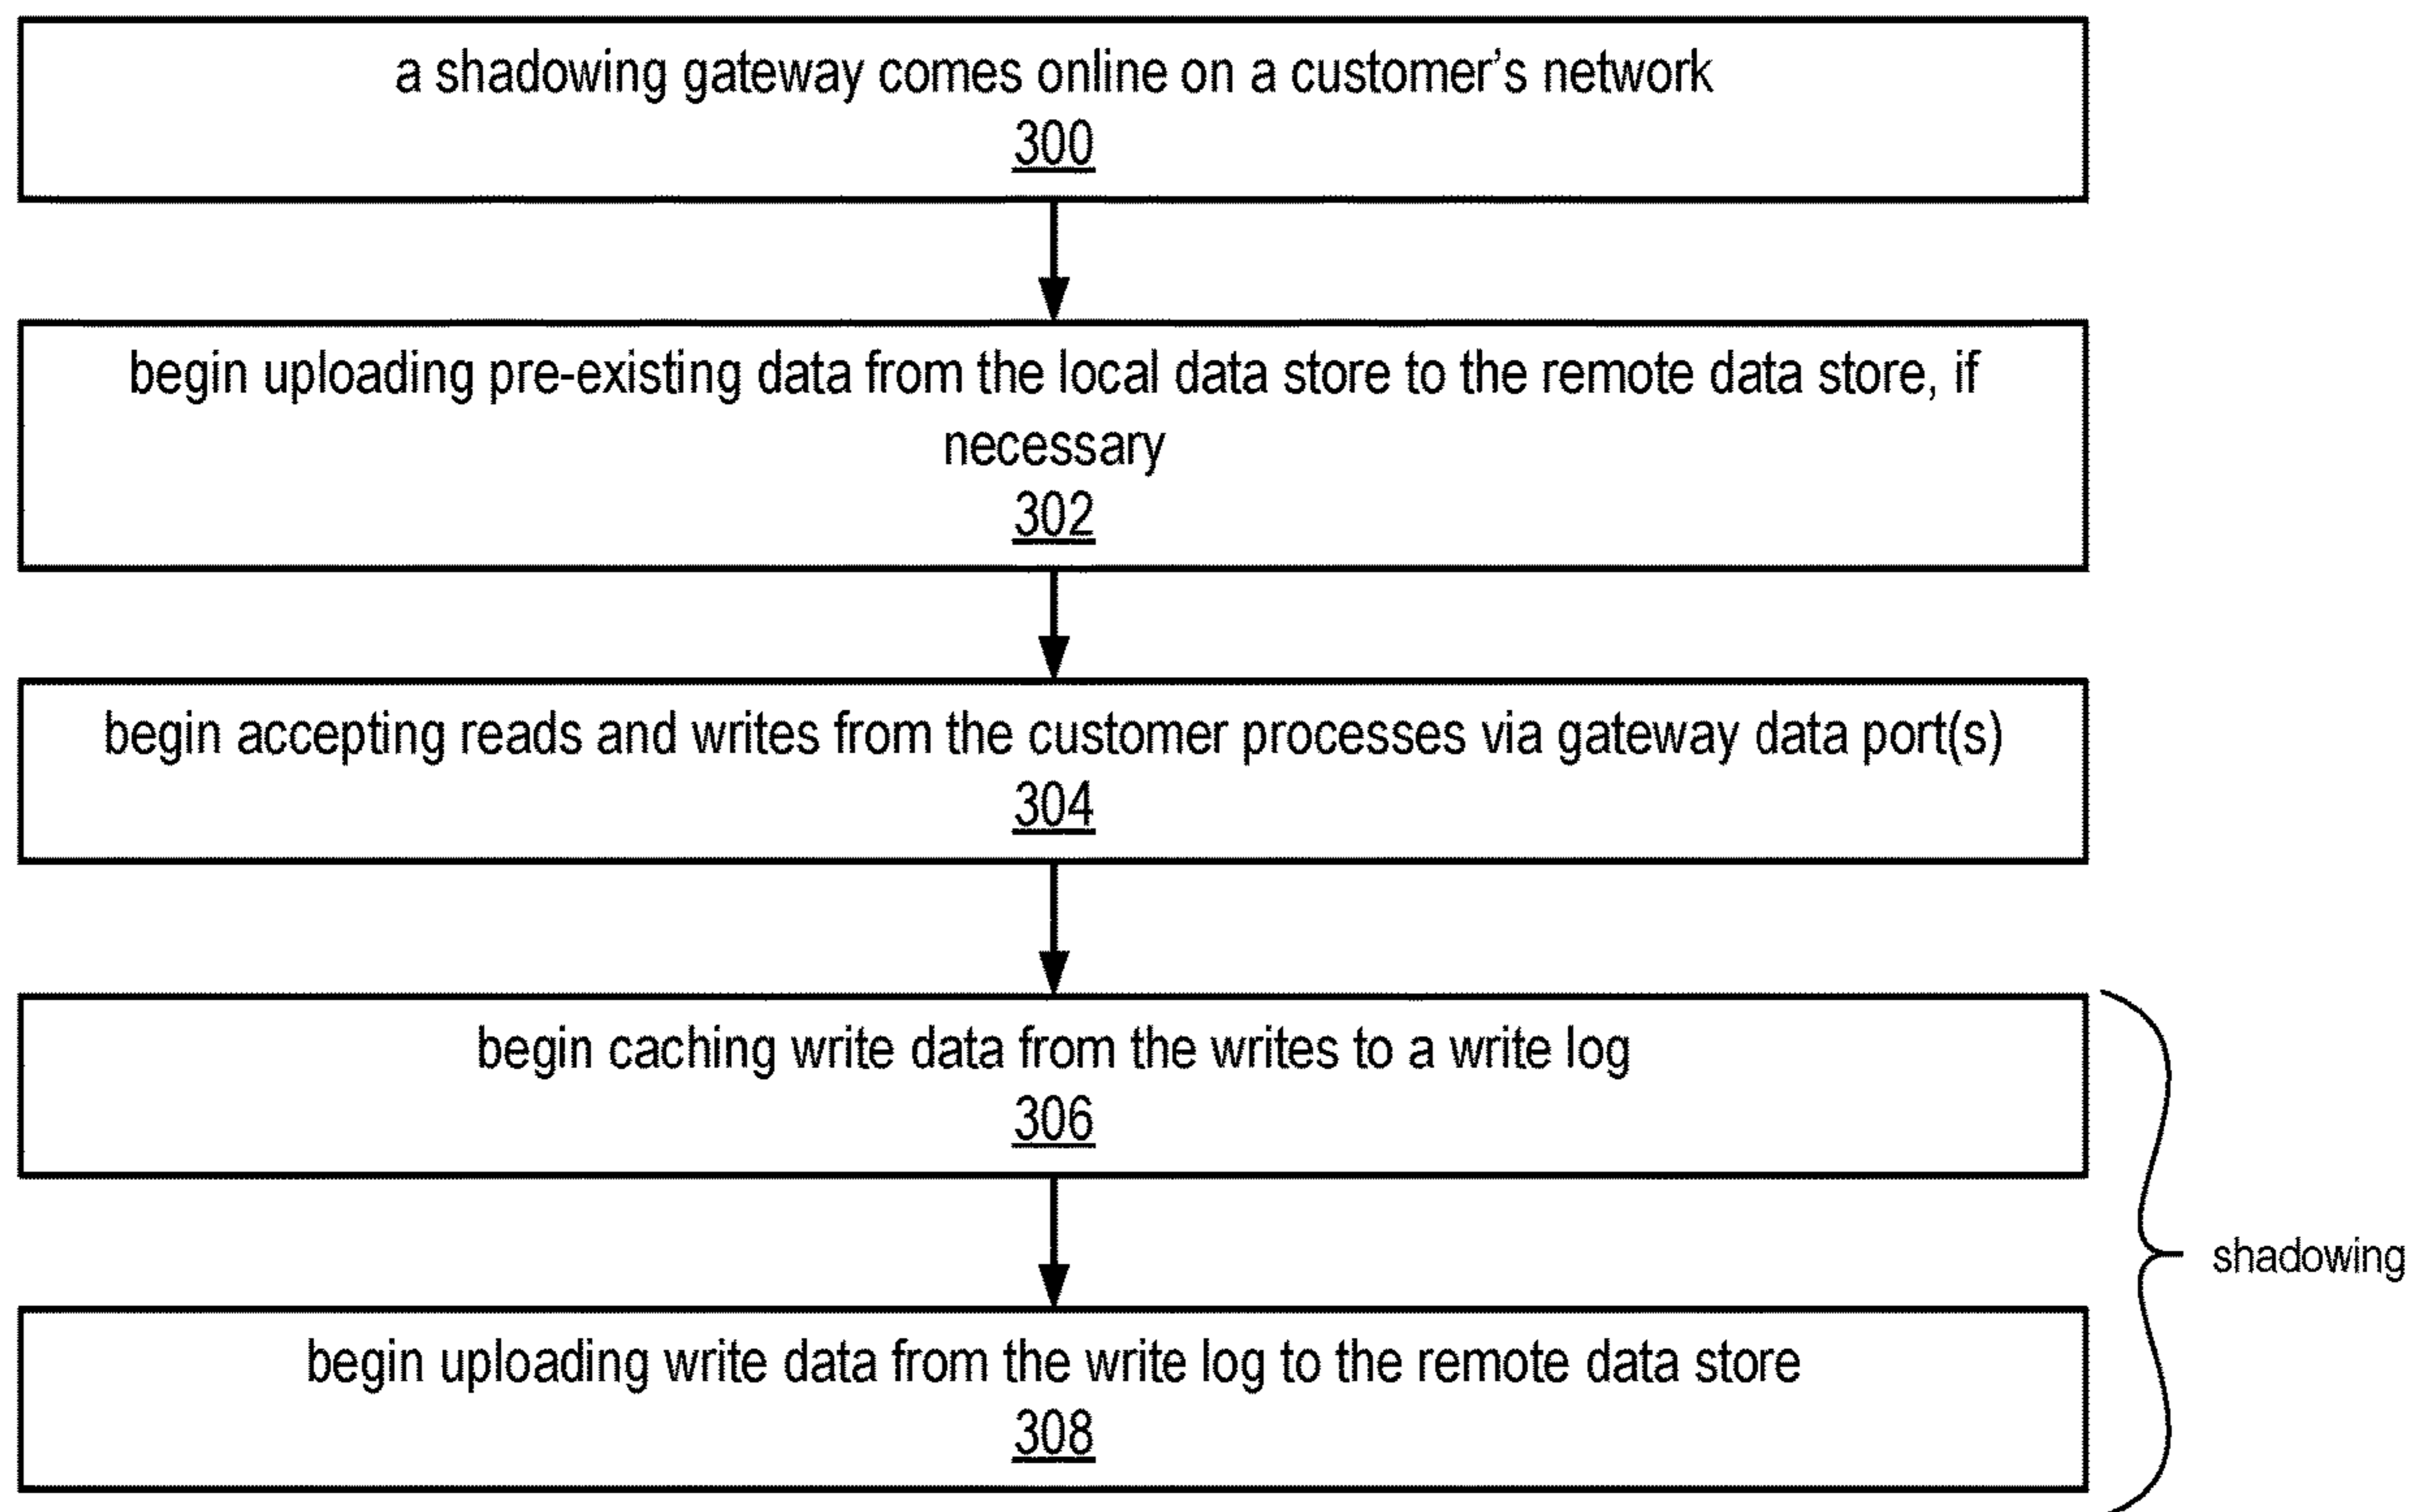 a shadowing gateway comes online on a customer's network
300
begin uploading pre-existing data from the local data store to the remote data store, if
necessary
302
begin accepting reads and writes from the customer processes via gateway data port(s)
304
begin caching write data from the writes to a write log
306
shadowing
begin uploading write data from the write log to the remote data store
308